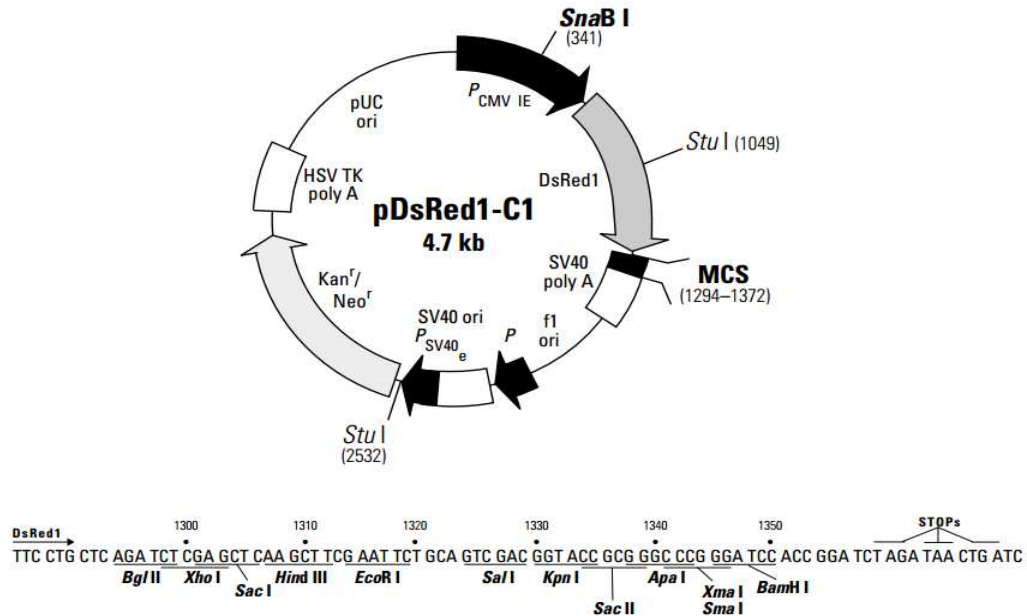 SnaB I
(341)
P CMV IE
pUC
ori
Stu I (1049)
HSV TK
poly A
DsRed1
pDsRed1-C1
4.7 kb
SV40
poly A
MCS
(1294–1372)
Kanr/
Neor
SV40 ori
P SV40 e
P
f1
ori
Stu I
(2532)
DsRed1 1300 1310 1320 1330 1340 1350 STOPs
TTC CTG CTC AGA TCT CGA GCT CAA GCT TCG AAT TCT GCA GTC GAC GGT ACC GCG GGC CCG GGA TCC ACC GGA TCT AGA TAA CTG ATC
Bgl II Xho I Hind III EcoR I Sal I Kpn I Apa I BamH I
Sac I Xma I
Sac II Sma I